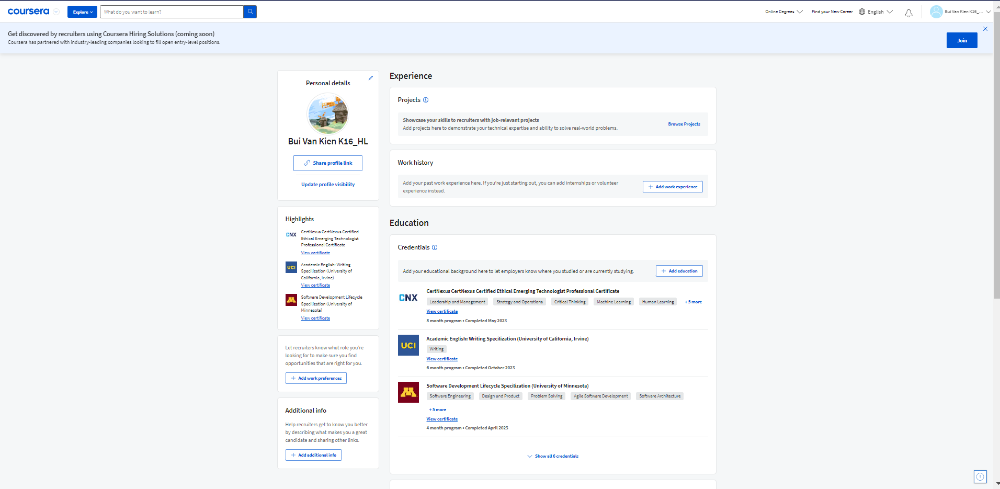 coursera
Explore
What do you want to learn?
Online Degrees
Find your New Career
English
Bui Van Kien K16_...
Get discovered by recruiters using Coursera Hiring Solutions (coming soon)
Coursera has partnered with industry-leading companies looking to fill open entry-level positions.
Join
Personal details
Bui Van Kien K16_HL
Share profile link
Update profile visibility
Highlights
CNX
CertNexus CertNexus Certified
Ethical Emerging Technologist
Professional Certificate
View certificate
UCI
Academic English: Writing
Specilization (University of
California, Irvine)
View certificate
M
Software Development Lifecycle
Specilization (University of
Minnesota)
View certificate
Let recruiters know what role you're
looking for to make sure you find
opportunities that are right for you.
Add work preferences
Additional info
Help recruiters get to know you better
by describing what makes you a great
candidate and sharing other links.
Add additional info
Experience
Projects
Showcase your skills to recruiters with job-relevant projects
Add projects here to demonstrate your technical expertise and ability to solve real-world problems.
Browse Projects
Work history
Add your past work experience here. If you're just starting out, you can add internships or volunteer
experience instead.
Add work experience
Education
Credentials
Add your educational background here to let employers know where you studied or are currently studying.
Add education
CNX
CertNexus CertNexus Certified Ethical Emerging Technologist Professional Certificate
Leadership and Management Strategy and Operations Critical Thinking Machine Learning Human Learning + 5 more
View certificate
8 month program • Completed May 2023
UCI
Academic English: Writing Specilization (University of California, Irvine)
Writing
View certificate
6 month program • Completed October 2023
M
Software Development Lifecycle Specilization (University of Minnesota)
Software Engineering Design and Product Problem Solving Agile Software Development Software Architecture
+ 5 more
View certificate
4 month program • Completed April 2023
Show all 6 credentials